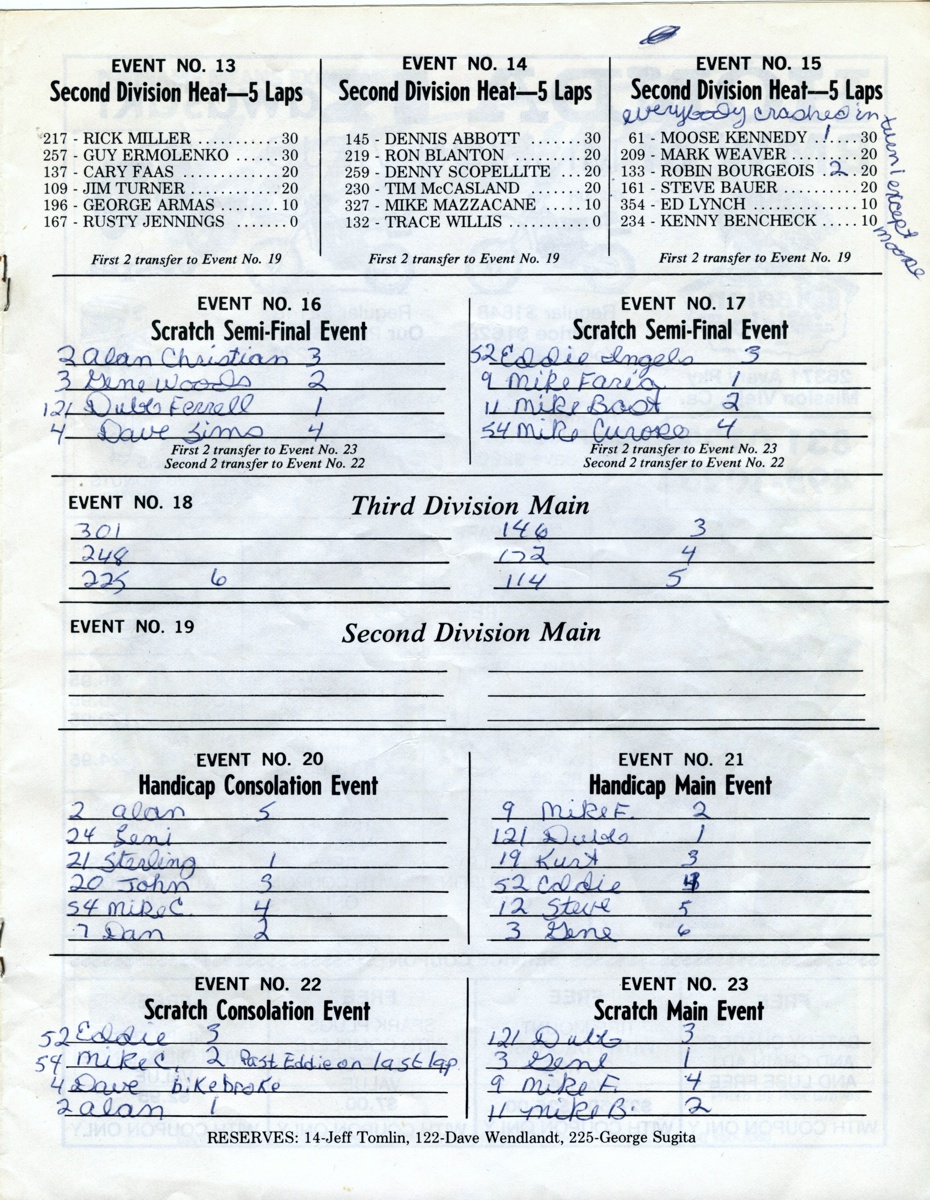 EVENT NO. 13
Second Division Heat—5 Laps
217 - RICK MILLER ........... 30
257 - GUY ERMOLENKO ....... 30
137 - CARY FAAS ............. 20
109 - JIM TURNER ............ 20
196 - GEORGE ARMAS ........ 10
167 - RUSTY JENNINGS ....... 0
First 2 transfer to Event No. 19
EVENT NO. 14
Second Division Heat—5 Laps
145 - DENNIS ABBOTT ....... 30
219 - RON BLANTON .......... 20
259 - DENNY SCOPELLITE .. 20
230 - TIM McCASLAND ....... 20
327 - MIKE MAZZACANE ..... 10
132 - TRACE WILLIS .......... 0
First 2 transfer to Event No. 19
EVENT NO. 15
Second Division Heat—5 Laps
everybody crashes in turn 1 except moose
61 - MOOSE KENNEDY . 1 . 30
209 - MARK WEAVER ......... 20
133 - ROBIN BOURGEOIS . 2 . 20
161 - STEVE BAUER .......... 20
354 - ED LYNCH .............. 10
234 - KENNY BENCHECK ..... 10
First 2 transfer to Event No. 19
EVENT NO. 16
Scratch Semi-Final Event
2 Alan Christian 3
3 Gene Woods 2
121 Dubb Ferrell 1
4 Dave Sims 4
First 2 transfer to Event No. 23
Second 2 transfer to Event No. 22
EVENT NO. 17
Scratch Semi-Final Event
52 Eddie Ingels 3
9 Mike Faria 1
11 Mike Bast 2
54 Mike Curoso 4
First 2 transfer to Event No. 23
Second 2 transfer to Event No. 22
EVENT NO. 18 Third Division Main
301 146 3
248 172 4
225 6 114 5
EVENT NO. 19 Second Division Main
EVENT NO. 20
Handicap Consolation Event
2 Alan 5
24 Leni
21 Sterling 1
20 John 3
54 Mike C. 4
7 Dan 2
EVENT NO. 21
Handicap Main Event
9 Mike F. 2
121 Dubb 1
19 Kurt 3
52 Eddie 4
12 Steve 5
3 Gene 6
EVENT NO. 22
Scratch Consolation Event
52 Eddie 3
54 Mike C. 2 Past Eddie on last lap.
4 Dave bike broke
2 Alan 1
EVENT NO. 23
Scratch Main Event
121 Dubb 3
3 Gene 1
9 Mike F. 4
11 Mike B. 2
RESERVES: 14-Jeff Tomlin, 122-Dave Wendlandt, 225-George Sugita